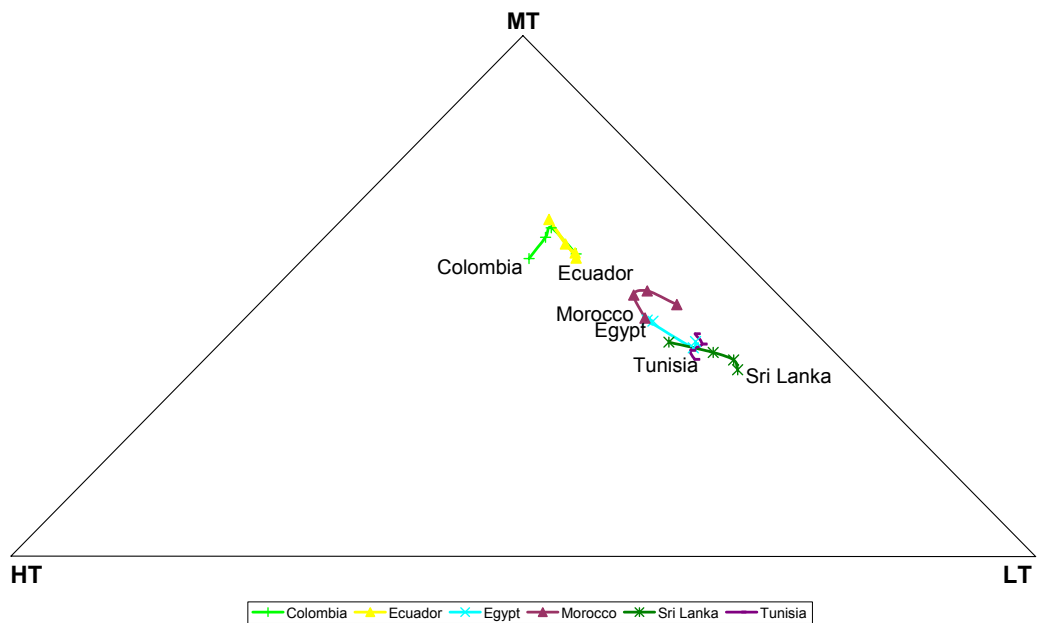 MT
Colombia
Ecuador
Morocco
Egypt
Tunisia
Sri Lanka
HT
LT
Colombia Ecuador Egypt Morocco Sri Lanka Tunisia